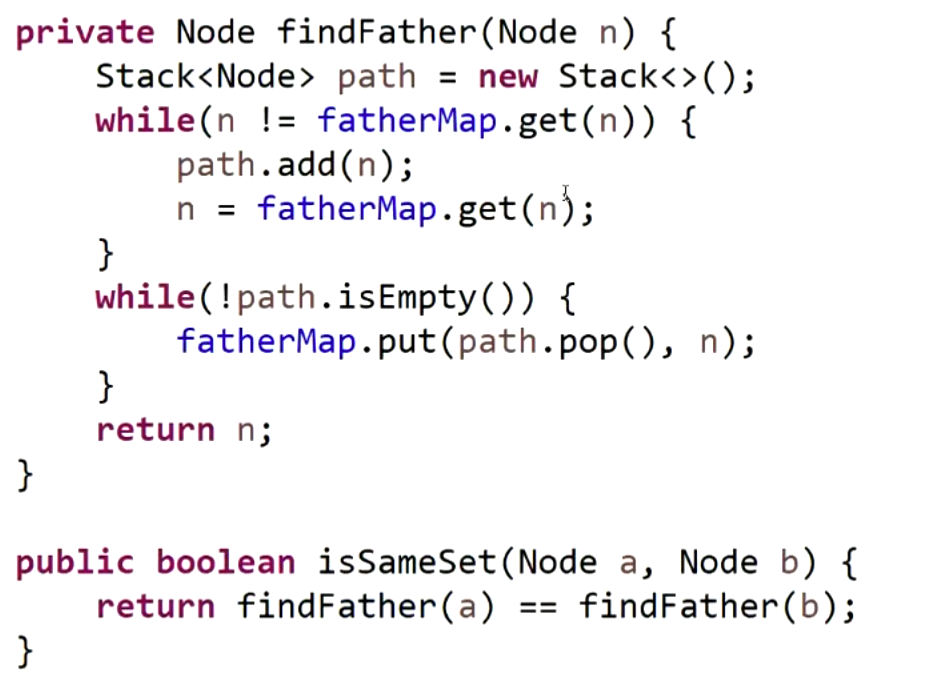 private Node findFather(Node n) {
    Stack<Node> path = new Stack<>();
    while(n != fatherMap.get(n)) {
        path.add(n);
        n = fatherMap.get(n);
    }
    while(!path.isEmpty()) {
        fatherMap.put(path.pop(), n);
    }
    return n;
}

public boolean isSameSet(Node a, Node b) {
    return findFather(a) == findFather(b);
}